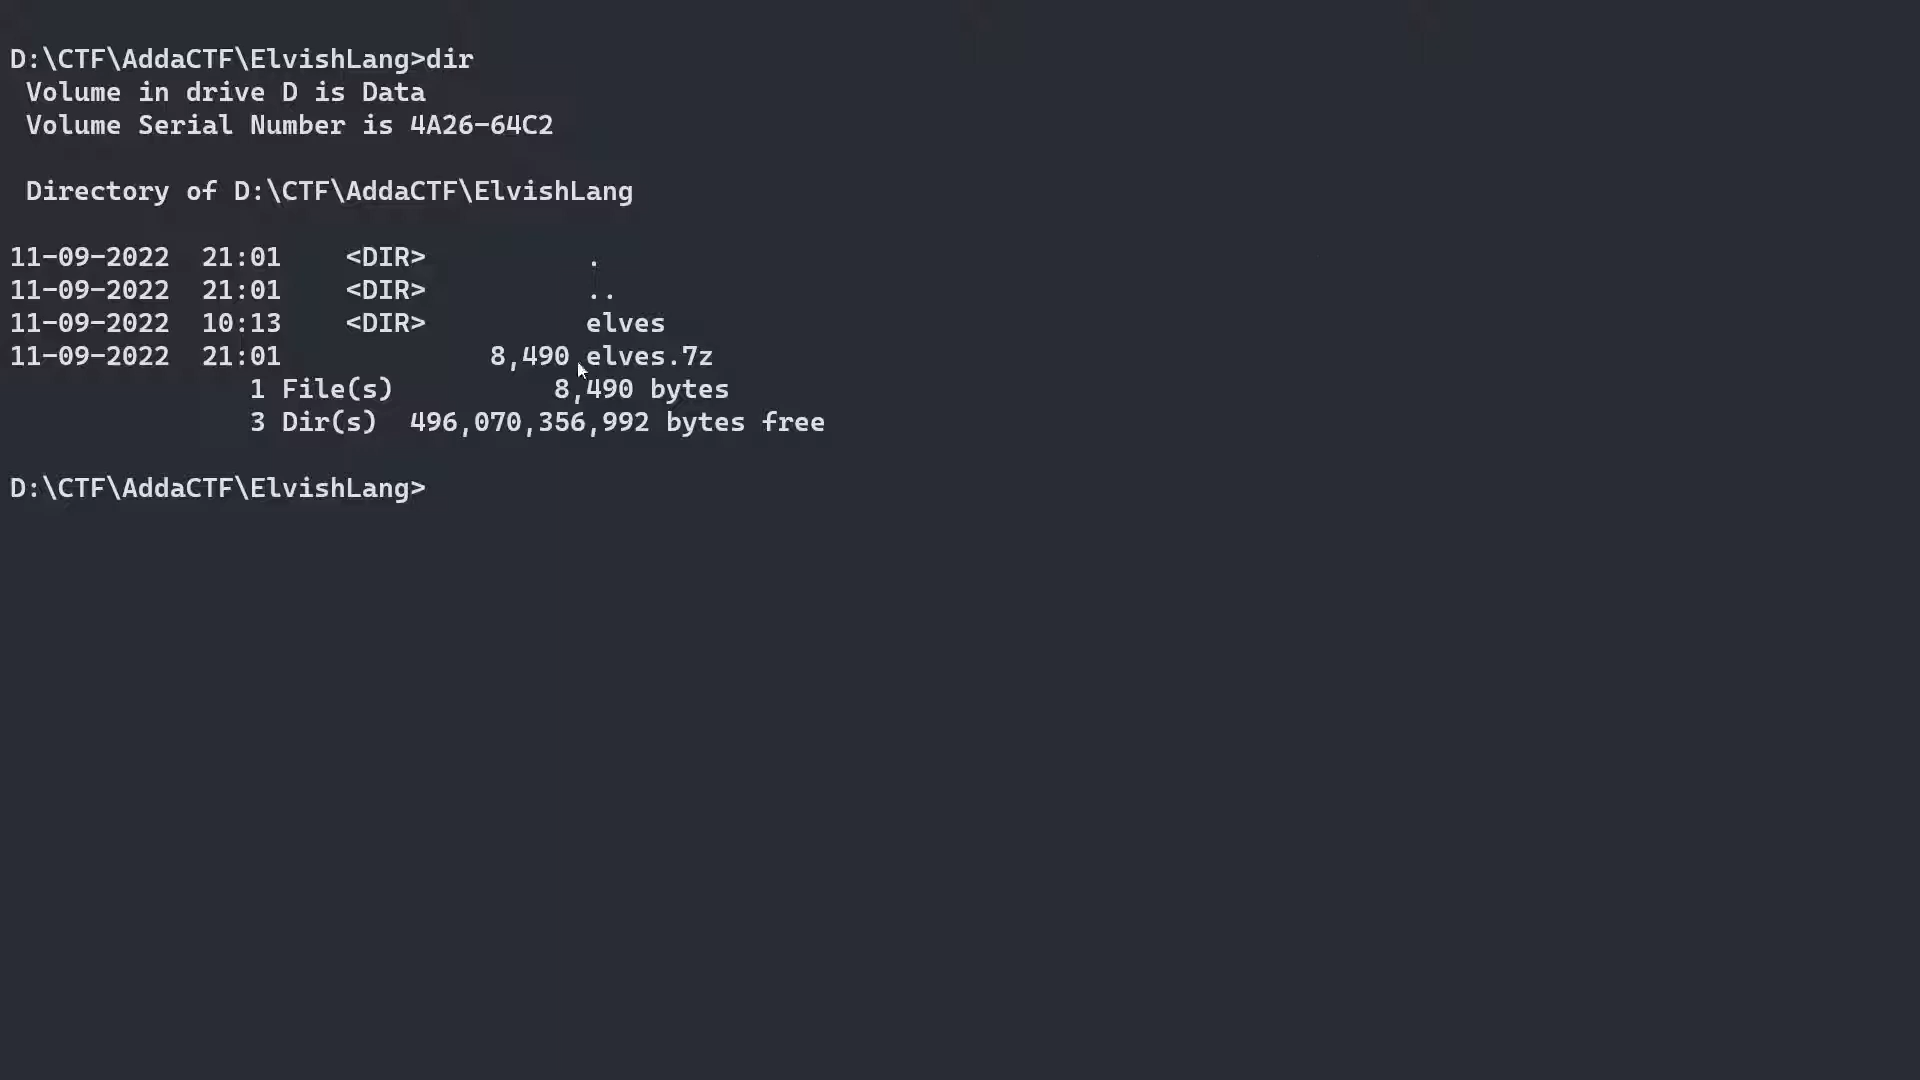 D:\CTF\AddaCTF\ElvishLang>dir
 Volume in drive D is Data
 Volume Serial Number is 4A26-64C2

 Directory of D:\CTF\AddaCTF\ElvishLang

11-09-2022  21:01    <DIR>          .
11-09-2022  21:01    <DIR>          ..
11-09-2022  10:13    <DIR>          elves
11-09-2022  21:01             8,490 elves.7z
               1 File(s)          8,490 bytes
               3 Dir(s)  496,070,356,992 bytes free

D:\CTF\AddaCTF\ElvishLang>